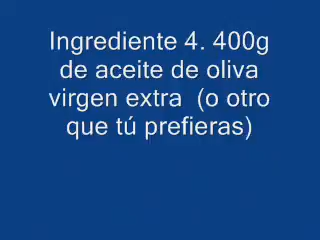 Ingrediente 4. 400g
de aceite de oliva
virgen extra  (o otro
que tú prefieras)